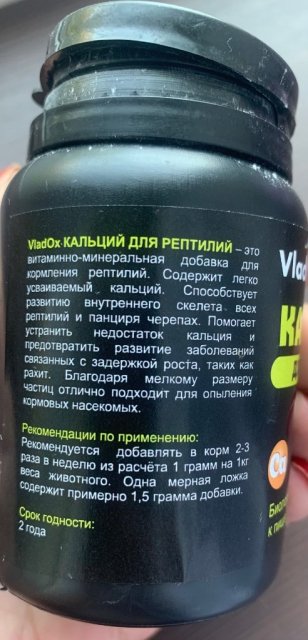 VladOx КАЛЬЦИЙ ДЛЯ РЕПТИЛИЙ – это
витаминно-минеральная добавка для
кормления рептилий. Содержит легко
усваиваемый кальций. Способствует
развитию внутреннего скелета всех
рептилий и панциря черепах. Помогает
устранить недостаток кальция и
предотвратить развитие заболеваний
связанных с задержкой роста, таких как
рахит. Благодаря мелкому размеру
частиц отлично подходит для опыления
кормовых насекомых.
Рекомендации по применению:
Рекомендуется добавлять в корм 2-3
раза в неделю из расчёта 1 грамм на 1кг
веса животного. Одна мерная ложка
содержит примерно 1,5 грамма добавки.
Срок годности:
2 года
Vlad
КА
Ca